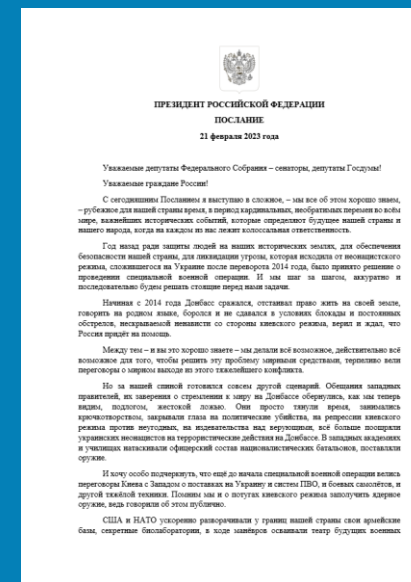 ПРЕЗИДЕНТ РОССИЙСКОЙ ФЕДЕРАЦИИ
ПОСЛАНИЕ
21 февраля 2023 года
Уважаемые депутаты Федерального Собрания – сенаторы, депутаты Госдумы!
Уважаемые граждане России!
С сегодняшним Посланием я выступаю в сложное, – мы все об этом хорошо знаем,
– рубежное для нашей страны время, в период кардинальных, необратимых перемен во всём
мире, важнейших исторических событий, которые определяют будущее нашей страны и
нашего народа, когда на каждом из нас лежит колоссальная ответственность.
Год назад ради защиты людей на наших исторических землях, для обеспечения
безопасности нашей страны, для ликвидации угрозы, которая исходила от неонацистского
режима, сложившегося на Украине после переворота 2014 года, было принято решение о
проведении специальной военной операции. И мы шаг за шагом, аккуратно и
последовательно будем решать стоящие перед нами задачи.
Начиная с 2014 года Донбасс сражался, отстаивал право жить на своей земле,
говорить на родном языке, боролся и не сдавался в условиях блокады и постоянных
обстрелов, нескрываемой ненависти со стороны киевского режима, верил и ждал, что
Россия придёт на помощь.
Между тем – и вы это хорошо знаете – мы делали всё возможное, действительно всё
возможное для того, чтобы решить эту проблему мирными средствами, терпеливо вели
переговоры о мирном выходе из этого тяжелейшего конфликта.
Но за нашей спиной готовился совсем другой сценарий. Обещания западных
правителей, их заверения о стремлении к миру на Донбассе обернулись, как мы теперь
видим, подлогом, жестокой ложью. Они просто тянули время, занимались
крючкотворством, закрывали глаза на политические убийства, на репрессии киевского
режима против неугодных, на издевательства над верующими, всё больше поощряли
украинских неонацистов на террористические действия на Донбассе. В западных академиях
и училищах натаскивали офицерский состав националистических батальонов, поставляли
оружие.
И хочу особо подчеркнуть, что ещё до начала специальной военной операции велись
переговоры Киева с Западом о поставках на Украину и систем ПВО, и боевых самолётов, и
другой тяжёлой техники. Помним мы и о потугах киевского режима заполучить ядерное
оружие, ведь говорили об этом публично.
США и НАТО ускоренно разворачивали у границ нашей страны свои армейские
базы, секретные биолаборатории, в ходе манёвров осваивали театр будущих военных